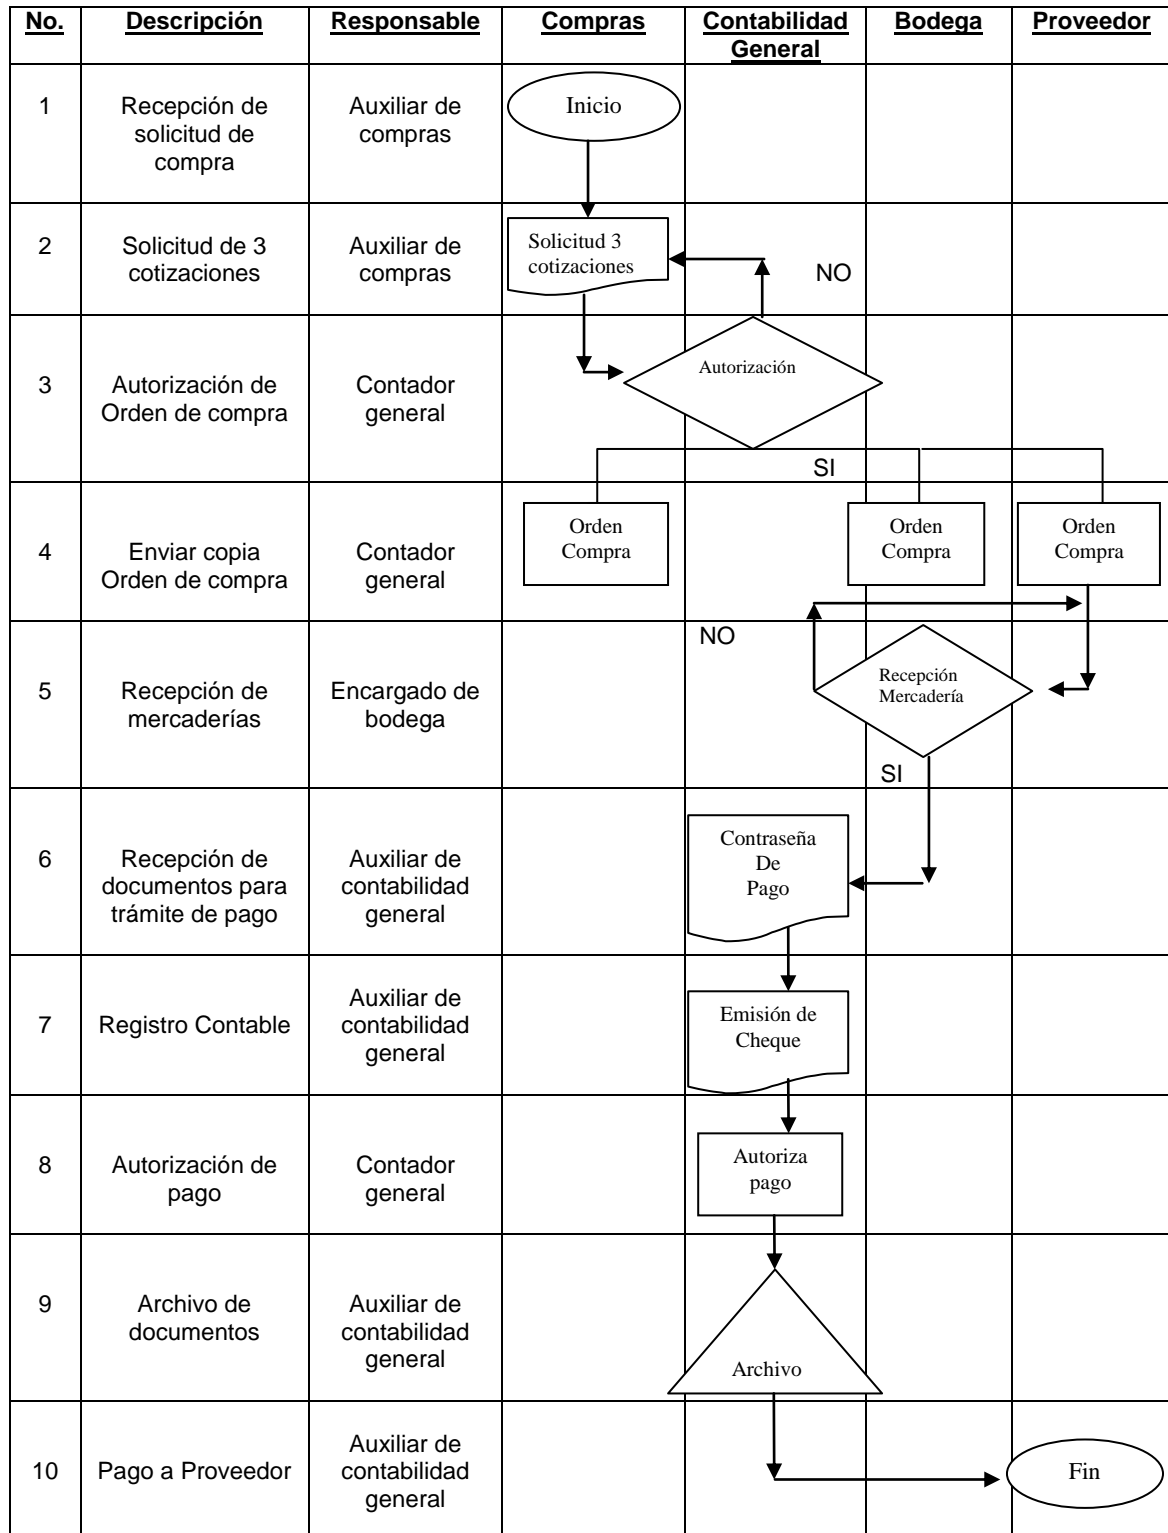 No.
Descripción
Responsable
Compras
Contabilidad
General
Bodega
Proveedor
1
Recepción de
solicitud de
compra
Auxiliar de
compras
Inicio
2
Solicitud de 3
cotizaciones
Auxiliar de
compras
Solicitud 3
cotizaciones
NO
3
Autorización de
Orden de compra
Contador
general
Autorización
SI
4
Enviar copia
Orden de compra
Contador
general
Orden
Compra
Orden
Compra
Orden
Compra
NO
5
Recepción de
mercaderías
Encargado de
bodega
Recepción
Mercadería
SI
6
Recepción de
documentos para
trámite de pago
Auxiliar de
contabilidad
general
Contraseña
De
Pago
7
Registro Contable
Auxiliar de
contabilidad
general
Emisión de
Cheque
8
Autorización de
pago
Contador
general
Autoriza
pago
9
Archivo de
documentos
Auxiliar de
contabilidad
general
Archivo
10
Pago a Proveedor
Auxiliar de
contabilidad
general
Fin